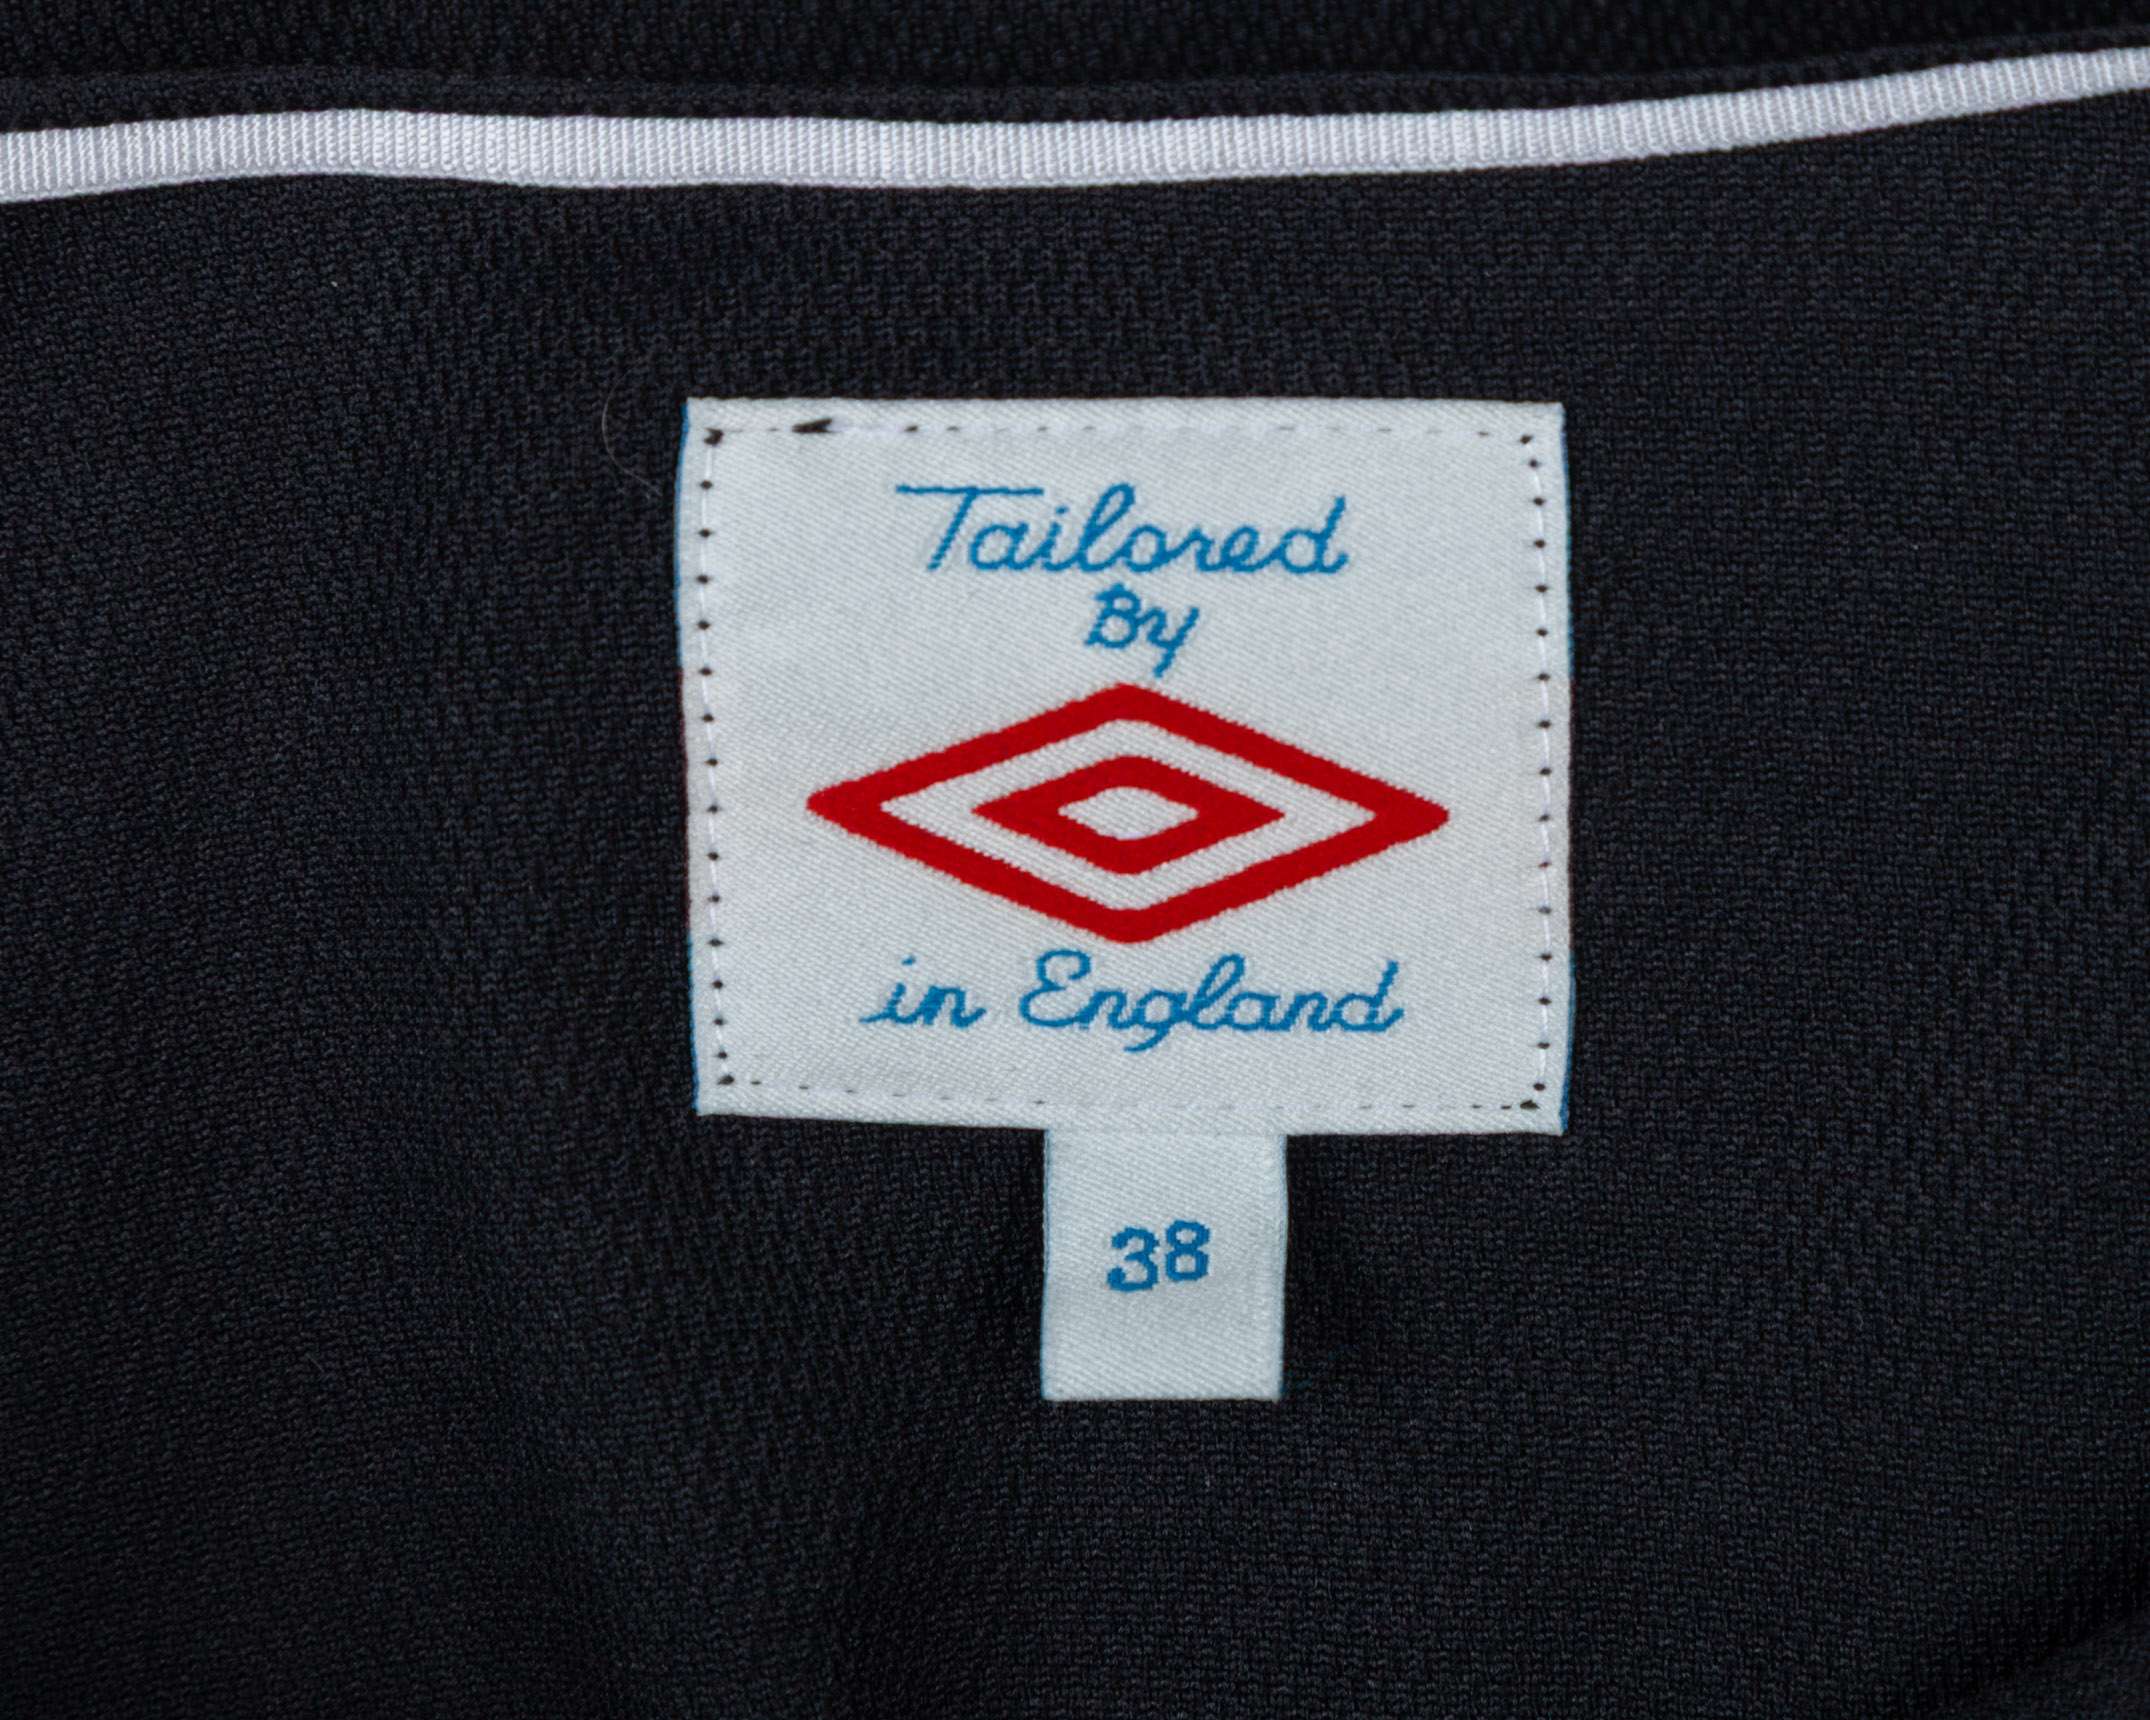 Tailored
By
in England
38